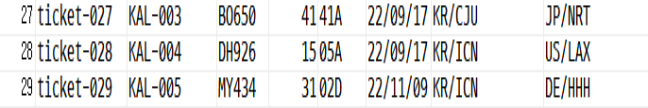 27 ticket-027 KAL-003 BO650 41 41A 22/09/17 KR/CJU JP/NRT
28 ticket-028 KAL-004 DH926 15 05A 22/09/17 KR/ICN US/LAX
29 ticket-029 KAL-005 MY434 31 02D 22/11/09 KR/ICN DE/HHH